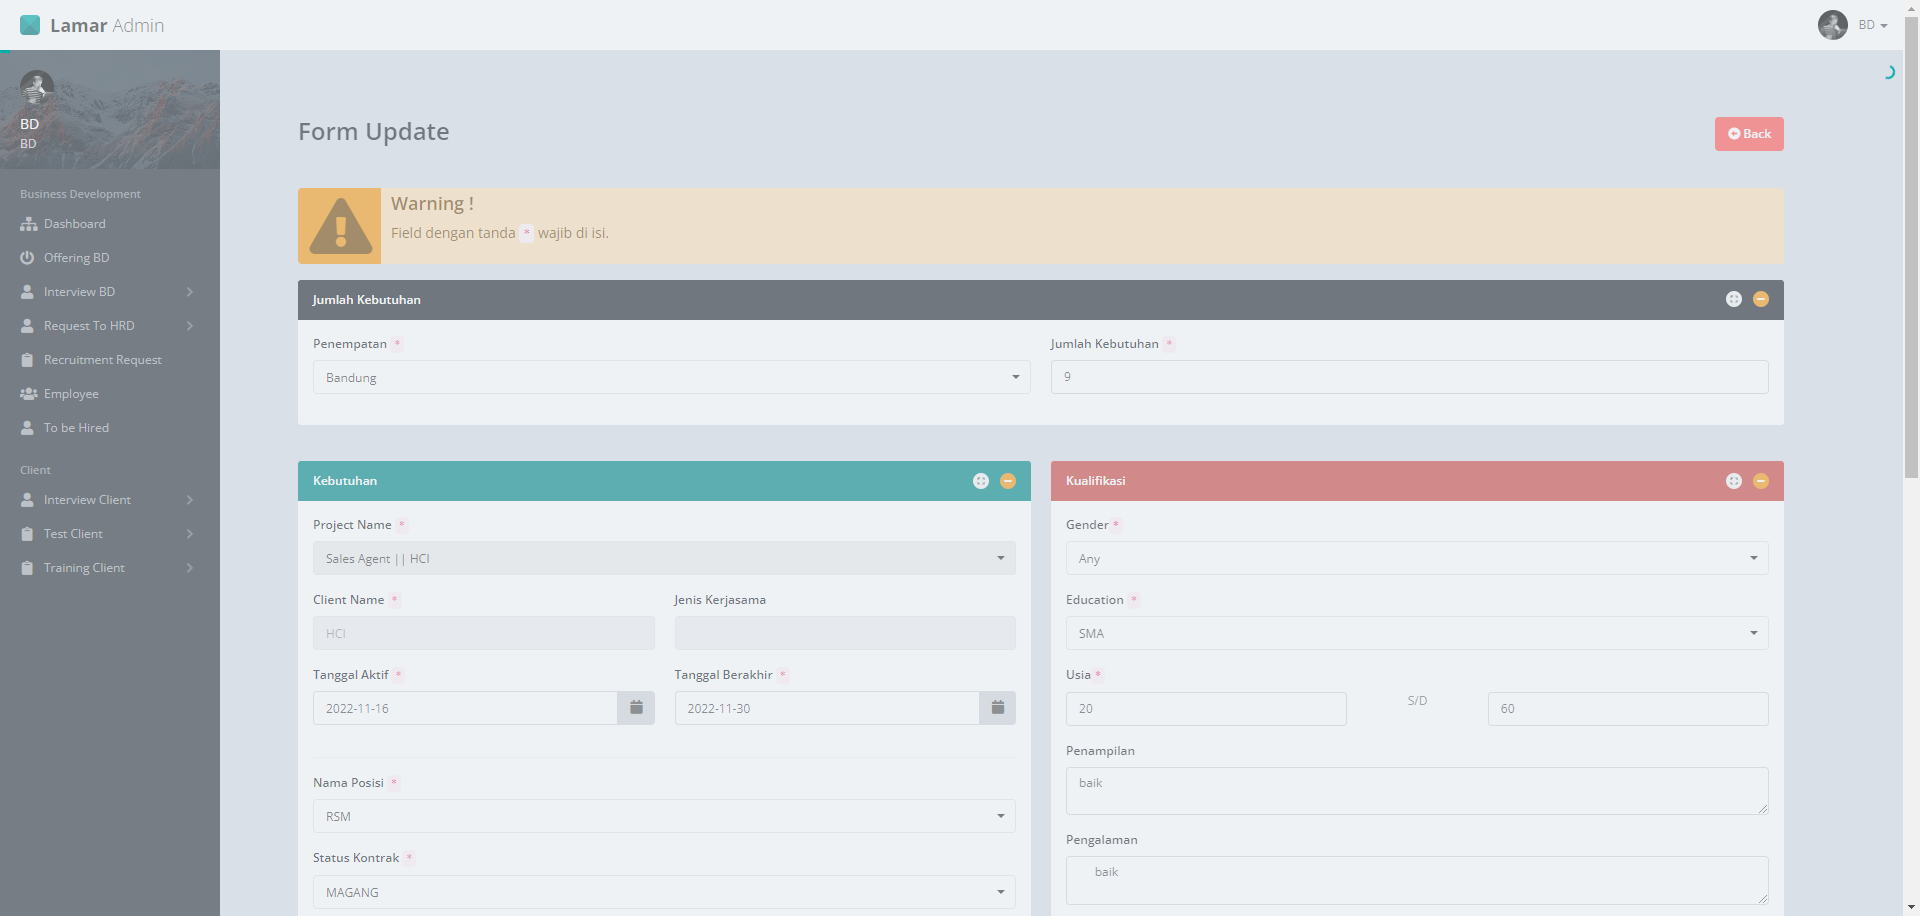 Lamar Admin
BD
BD
BD
Business Development
Dashboard
Offering BD
Interview BD
Request To HRD
Recruitment Request
Employee
To be Hired
Client
Interview Client
Test Client
Training Client
Form Update
Back
Warning !
Field dengan tanda * wajib di isi.
Jumlah Kebutuhan
Penempatan *
Jumlah Kebutuhan *
Bandung
9
Kebutuhan
Project Name *
Sales Agent || HCI
Client Name *
Jenis Kerjasama
HCI
Tanggal Aktif *
Tanggal Berakhir *
2022-11-16
2022-11-30
Nama Posisi *
RSM
Status Kontrak *
MAGANG
Kualifikasi
Gender *
Any
Education *
SMA
Usia *
20
S/D
60
Penampilan
baik
Pengalaman
baik